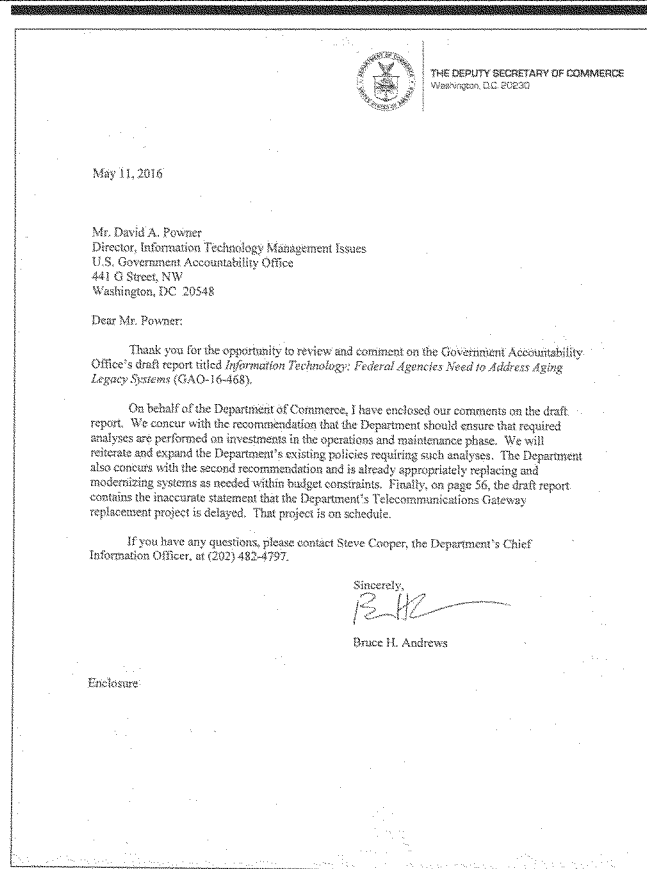 THE DEPUTY SECRETARY OF COMMERCE
Washington, D.C. 20230
May 11, 2016
Mr. David A. Powner
Director, Information Technology Management Issues
U.S. Government Accountability Office
441 G Street, NW
Washington, DC 20548
Dear Mr. Powner:
Thank you for the opportunity to review and comment on the Government Accountability
Office's draft report titled Information Technology: Federal Agencies Need to Address Aging
Legacy Systems (GAO-16-468).
On behalf of the Department of Commerce, I have enclosed our comments on the draft
report. We concur with the recommendation that the Department should ensure that required
analyses are performed on investments in the operations and maintenance phase. We will
reiterate and expand the Department's existing policies requiring such analyses. The Department
also concurs with the second recommendation and is already appropriately replacing and
modernizing systems as needed within budget constraints. Finally, on page 56, the draft report
contains the inaccurate statement that the Department's Telecommunications Gateway
replacement project is delayed. That project is on schedule.
If you have any questions, please contact Steve Cooper, the Department's Chief
Information Officer, at (202) 482-4797.
Sincerely,
Bruce H. Andrews
Enclosure